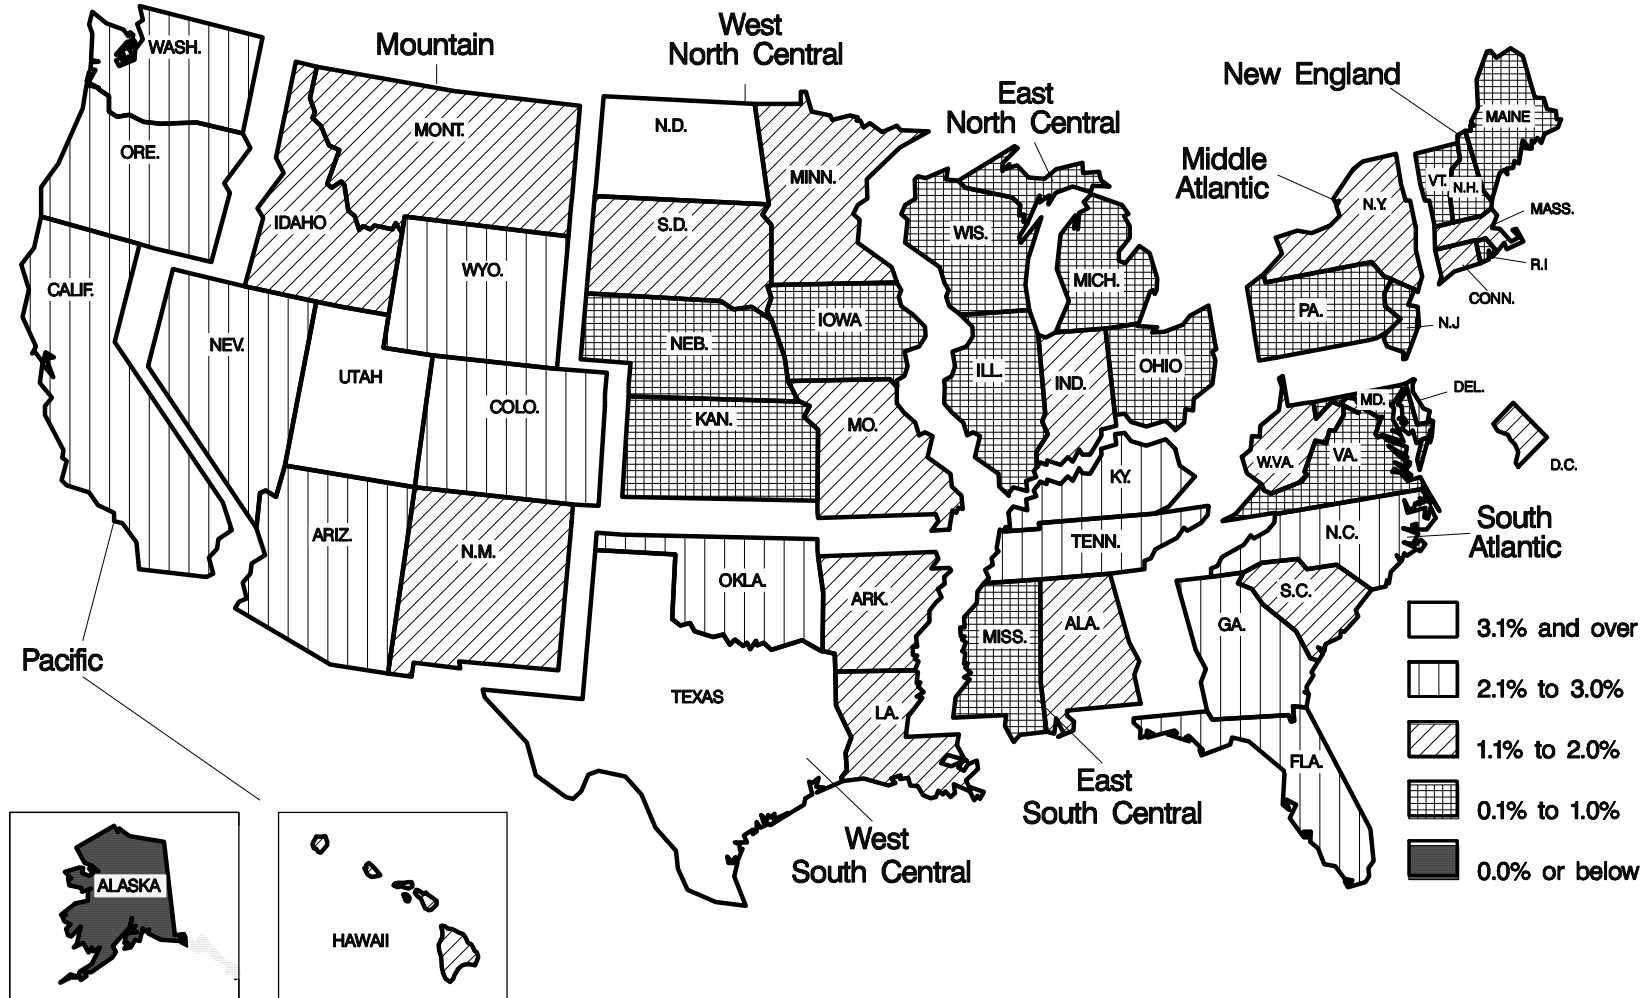 West
North Central
Mountain
New England
East
North Central
Middle
Atlantic
WASH.
ORE.
MONT.
IDAHO
WYO.
CALIF.
NEV.
UTAH
COLO.
ARIZ.
N.M.
N.D.
S.D.
MINN.
NEB.
IOWA
KAN.
MO.
WIS.
MICH.
ILL.
IND.
OHIO
MAINE
VT.
N.H.
N.Y.
MASS.
R.I
CONN.
PA.
N.J
DEL.
MD.
D.C.
W.VA.
VA.
KY.
TENN.
N.C.
S.C.
South
Atlantic
OKLA.
ARK.
MISS.
ALA.
GA.
TEXAS
LA.
FLA.
Pacific
East
South Central
West
South Central
ALASKA
HAWAII
3.1% and over
2.1% to 3.0%
1.1% to 2.0%
0.1% to 1.0%
0.0% or below